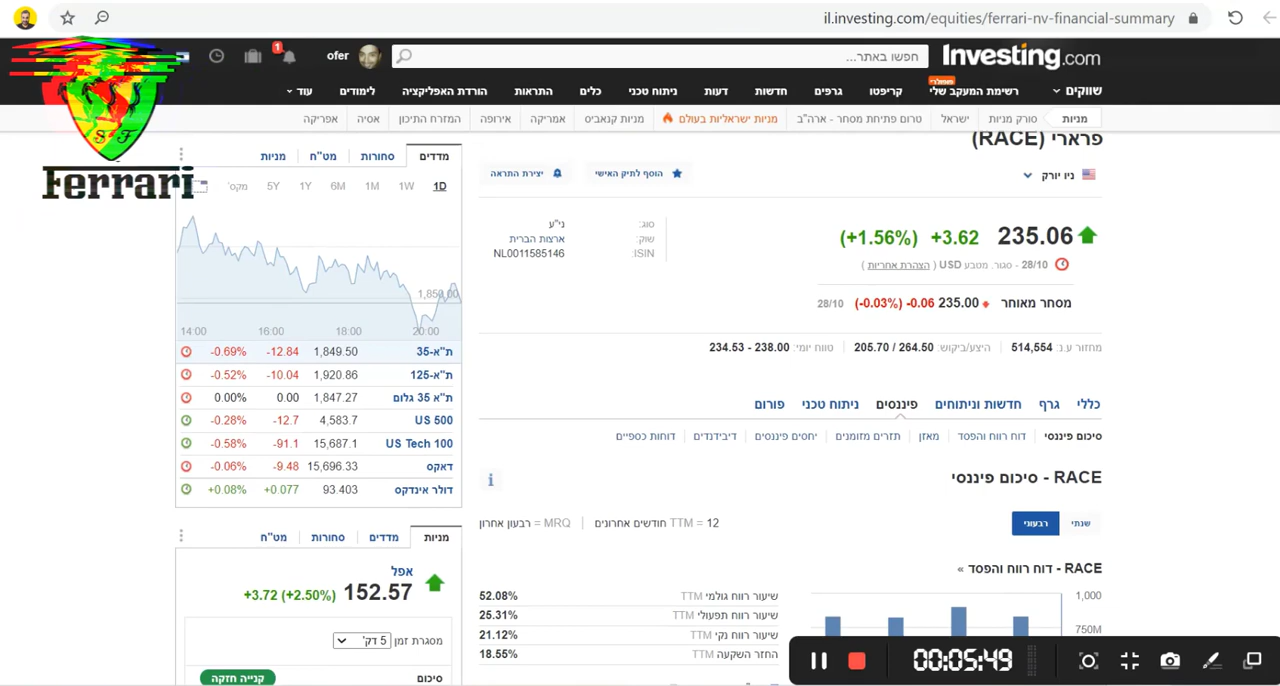 il.investing.com/equities/ferrari-nv-financial-summary
Investing.com
חפשו באתר...
ofer
1
שווקים
פופולרי
רשימת המעקב שלי
קריפטו
גרפים
חדשות
דעות
ניתוח טכני
כלים
התראות
הורדת האפליקציה
לימודים
עוד
מניות
סורק מניות
ישראל
טרום פתיחת מסחר - ארה"ב
מניות ישראליות בעולם
מניות קנאביס
אמריקה
אירופה
המזרח התיכון
אסיה
אפריקה
S F
Ferrari
פרארי (RACE)
ניו יורק
הוסף לתיק האישי
יצירת התראה
235.06 +3.62 (+1.56%)
28/10 - סגור. מטבע USD ( הצהרת אחריות )
מסחר מאוחר 235.00 -0.06 (-0.03%) 28/10
סוג: ני"ע
שוק: ארצות הברית
ISIN: NL0011585146
מחזור ע.נ: 514,554
היצע/ביקוש: 205.70 / 264.50
טווח יומי: 234.53 - 238.00
כללי
גרף
חדשות וניתוחים
פיננסים
ניתוח טכני
פורום
סיכום פיננסי
דוח רווח והפסד
מאזן
תזרים מזומנים
יחסים פיננסים
דיבידנדים
דוחות כספיים
RACE - סיכום פיננסי
שנתי
רבעוני
TTM = 12 חודשים אחרונים
MRQ = רבעון אחרון
RACE - דוח רווח והפסד »
1,000
750M
שיעור רווח גולמי TTM 52.08%
שיעור רווח תפעולי TTM 25.31%
שיעור רווח נקי TTM 21.12%
החזר השקעה TTM 18.55%
מדדים
סחורות
מט"ח
מניות
1D 1W 1M 6M 1Y 5Y מקס'
1,850.00
14:00 16:00 18:00 20:00
ת"א-35 1,849.50 -12.84 -0.69%
ת"א-125 1,920.86 -10.04 -0.52%
ת"א 35 גלום 1,847.27 0.00 0.00%
US 500 4,583.7 -12.7 -0.28%
US Tech 100 15,687.1 -91.1 -0.58%
דאקס 15,696.33 -9.48 -0.06%
דולר אינדקס 93.403 +0.077 +0.08%
מניות
מדדים
סחורות
מט"ח
אפל
152.57 +3.72 (+2.50%)
מסגרת זמן 5 דק'
סיכום
קנייה חזקה
00:05:49